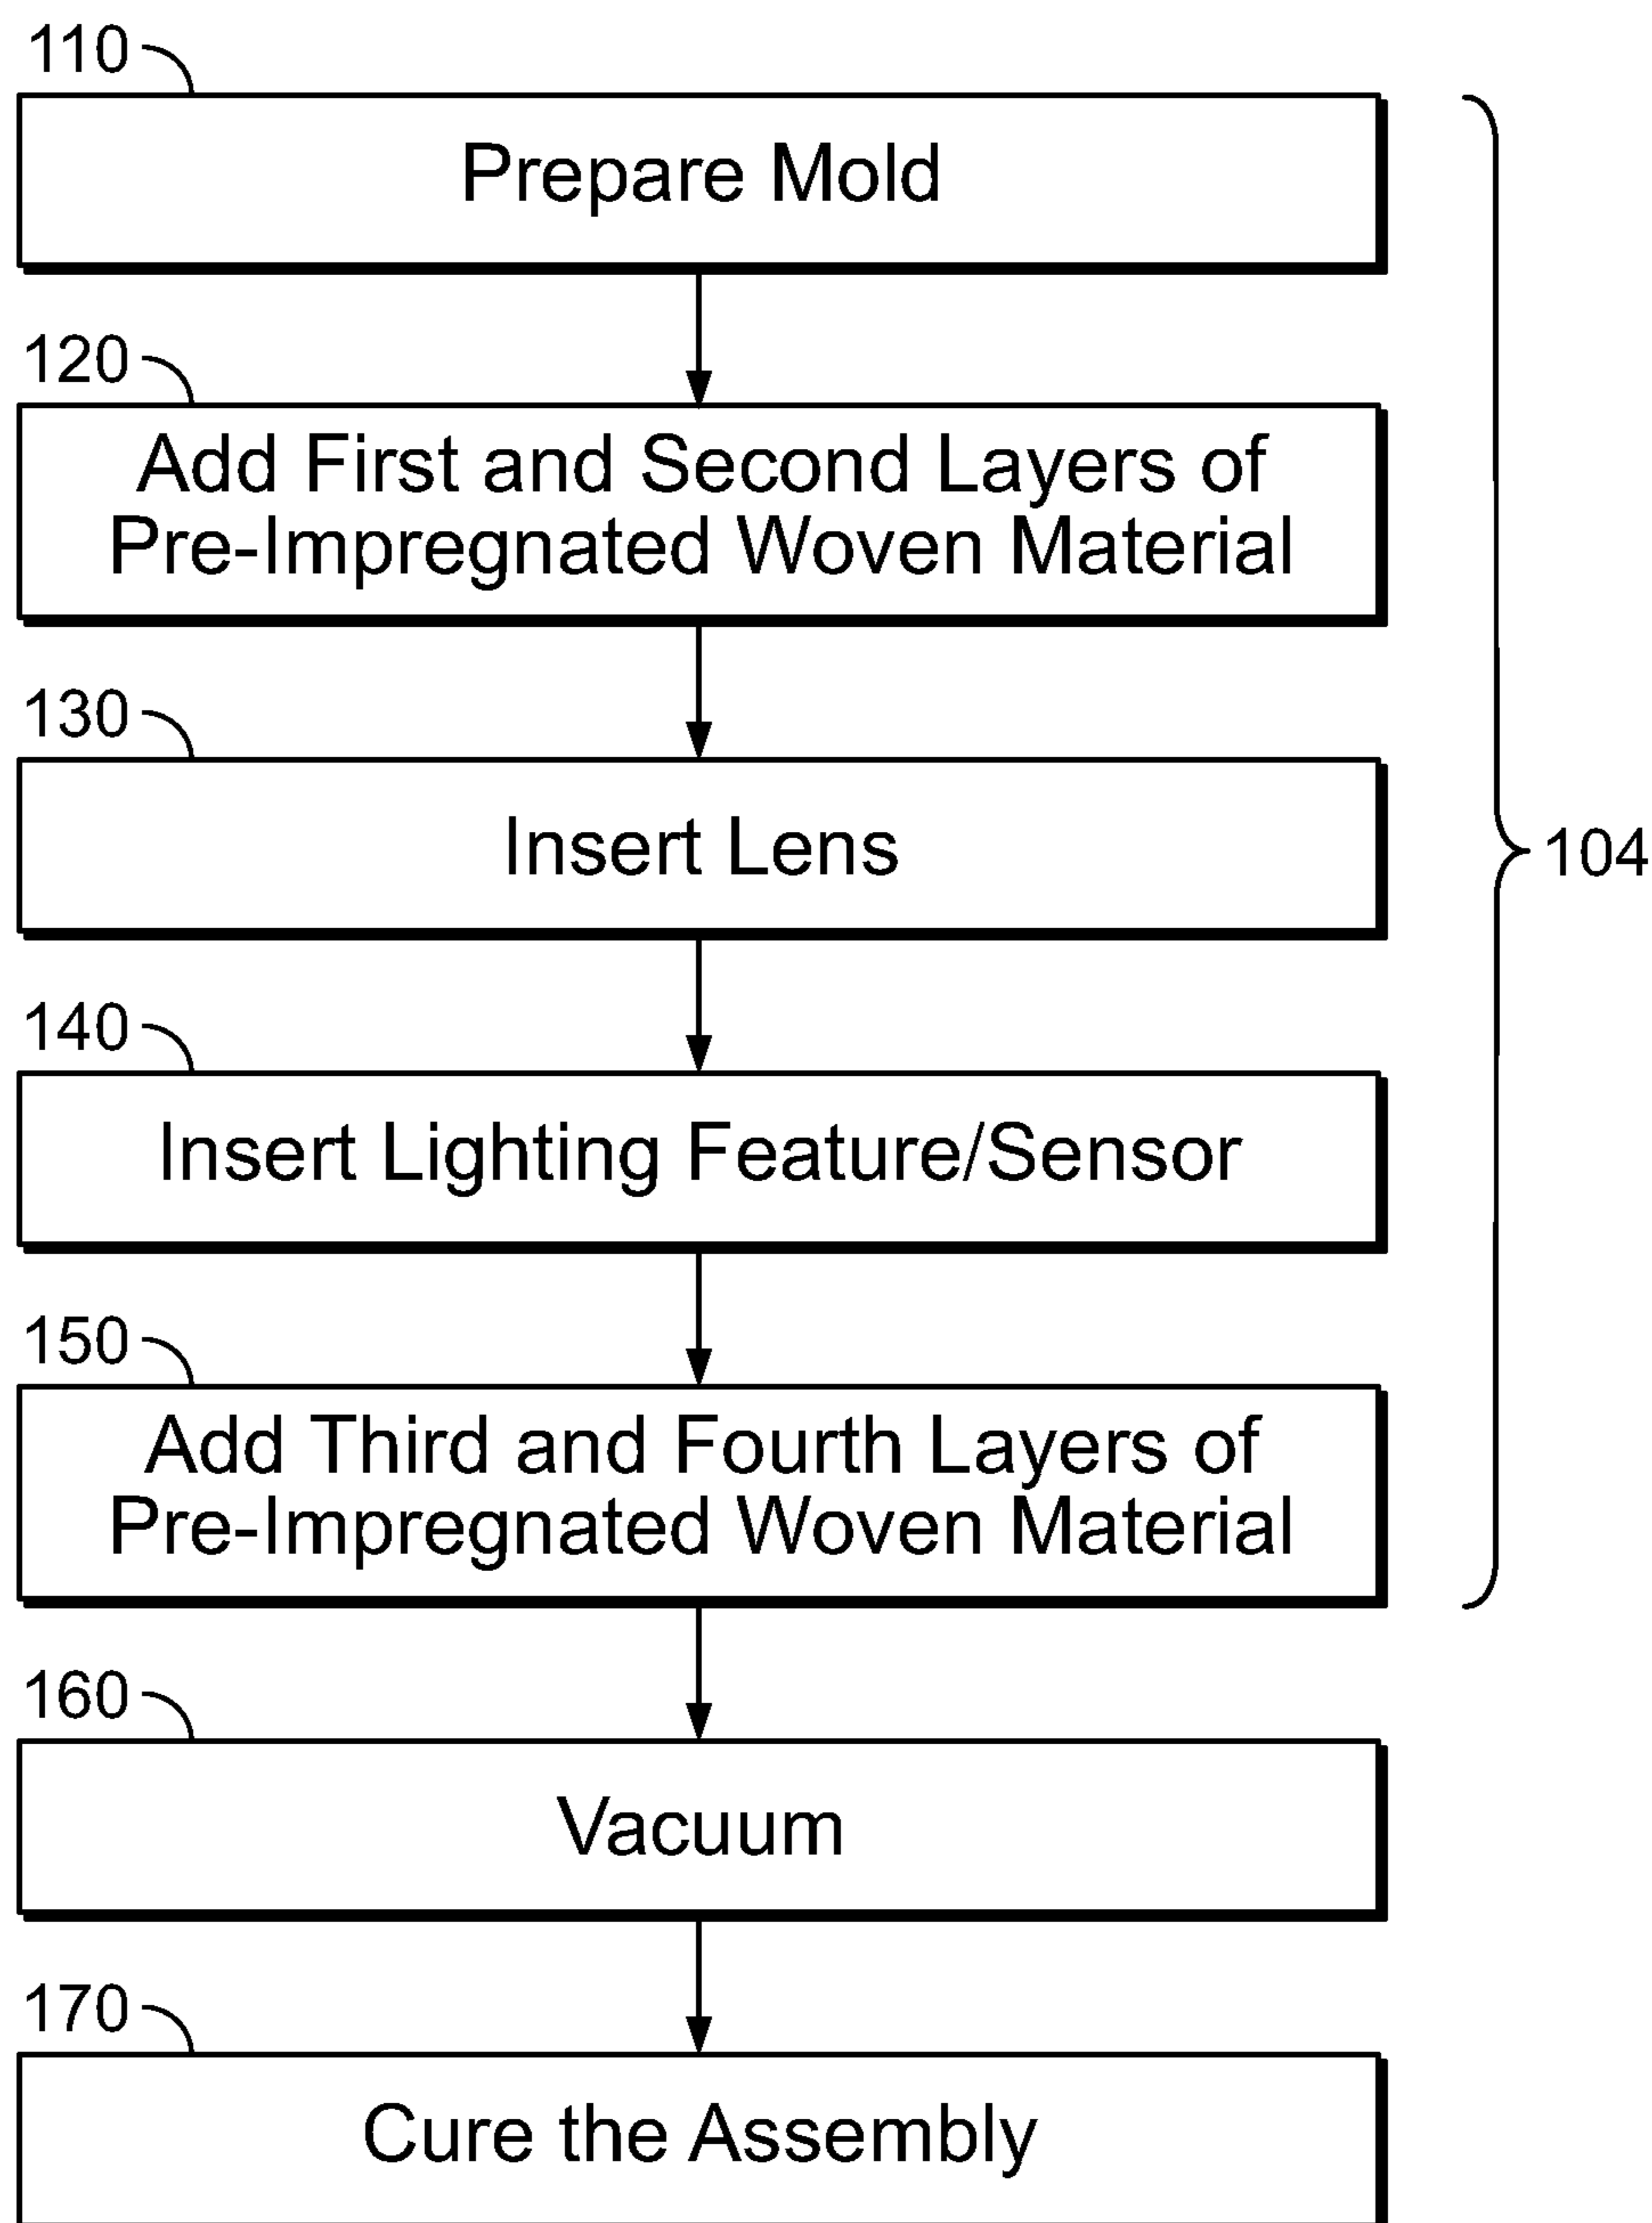 110
Prepare Mold
120
Add First and Second Layers of
Pre-Impregnated Woven Material
130
Insert Lens
104
140
Insert Lighting Feature/Sensor
150
Add Third and Fourth Layers of
Pre-Impregnated Woven Material
160
Vacuum
170
Cure the Assembly